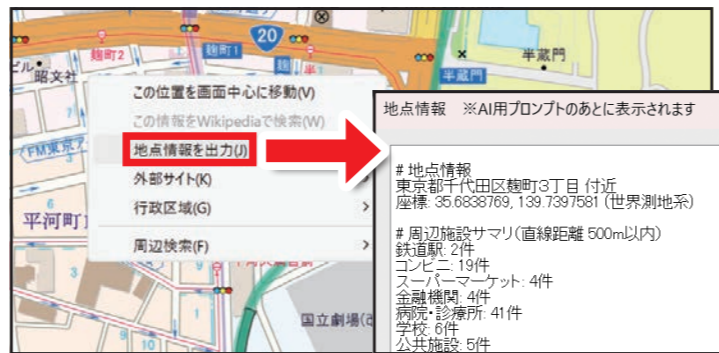 20
麹町2
麹町1
半蔵門
半蔵門
昭文社
平河町
国立劇場
この位置を画面中心に移動(V)
この情報をWikipediaで検索(W)
地点情報を出力(J)
外部サイト(K)
行政区域(G)
周辺検索(F)
地点情報 ※AI用プロンプトのあとに表示されます
# 地点情報
東京都千代田区麹町3丁目 付近
座標: 35.6838769, 139.7397581 (世界測地系)
# 周辺施設サマリ(直線距離 500m以内)
鉄道駅: 2件
コンビニ: 19件
スーパーマーケット: 4件
金融機関: 4件
病院・診療所: 41件
学校: 6件
公共施設: 5件
3
6
3
1
9
10